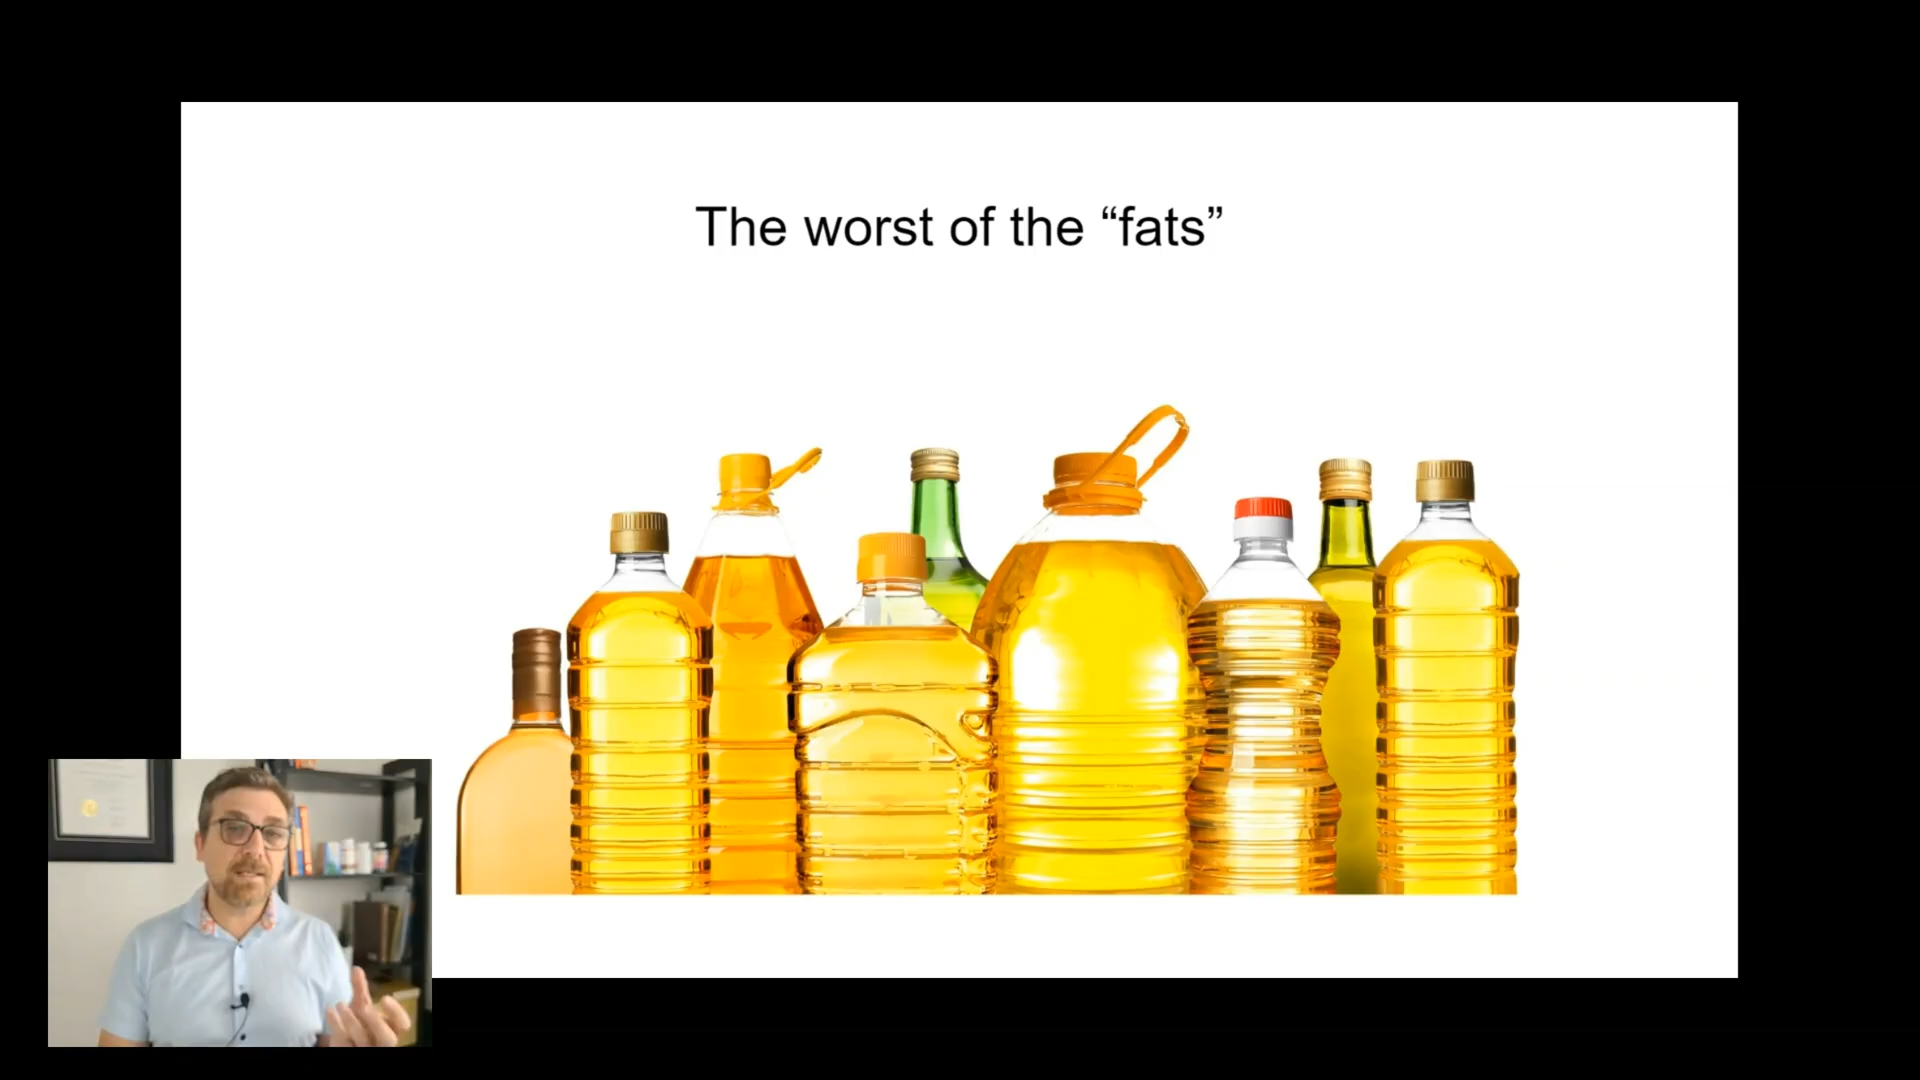 The worst of the “fats”